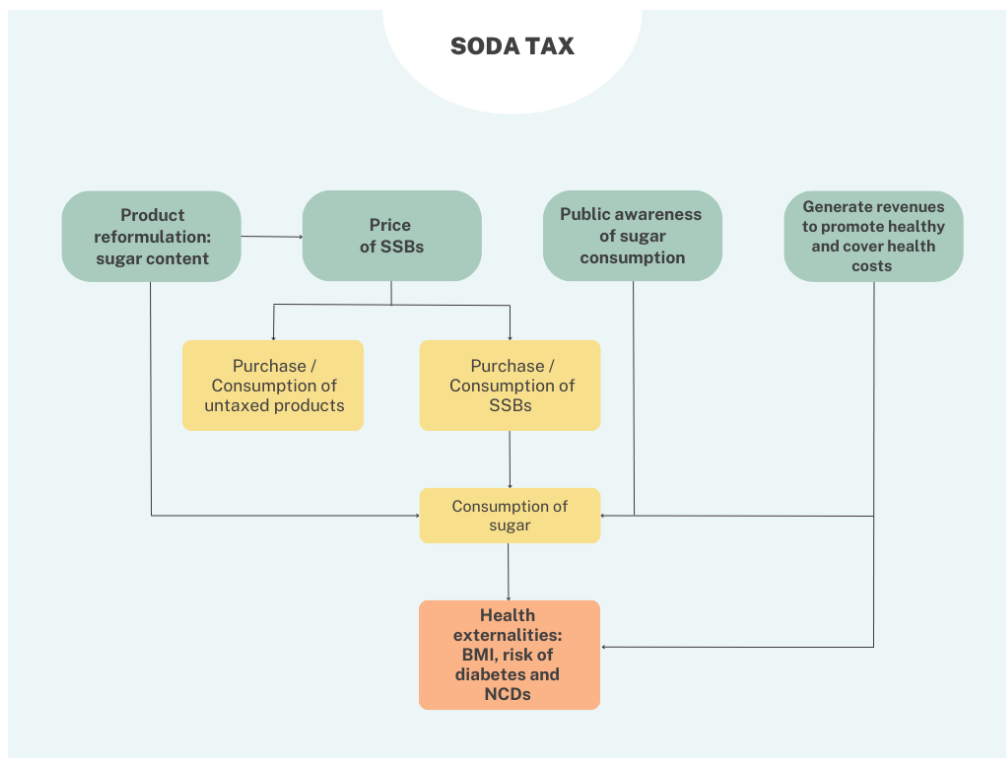 SODA TAX
Product
reformulation:
sugar content
Price
of SSBs
Public awareness
of sugar
consumption
Generate revenues
to promote healthy
and cover health
costs
Purchase /
Consumption of
untaxed products
Purchase /
Consumption of
SSBs
Consumption of
sugar
Health
externalities:
BMI, risk of
diabetes and
NCDs